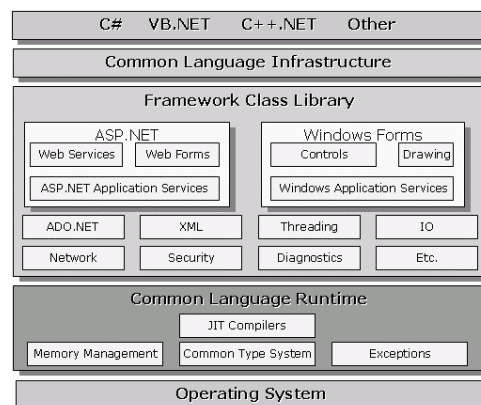 C# VB.NET C++.NET Other
Common Language Infrastructure
Framework Class Library
ASP.NET Windows Forms
Web Services Web Forms Controls Drawing
ASP.NET Application Services Windows Application Services
ADO.NET XML Threading IO
Network Security Diagnostics Etc.
Common Language Runtime
JIT Compilers
Memory Management Common Type System Exceptions
Operating System